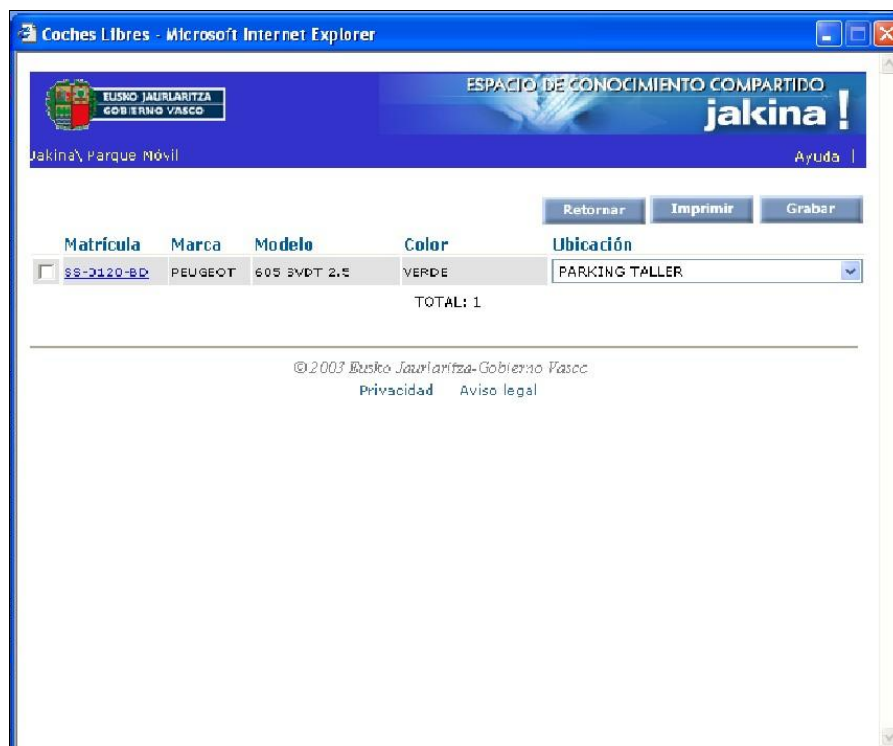 Coches Libres - Microsoft Internet Explorer
EUSKO JAURLARITZA
GOBIERNO VASCO
ESPACIO DE CONOCIMIENTO COMPARTIDO
jakina !
Jakina\ Parque Móvil
Ayuda |
Retornar Imprimir Grabar
Matrícula Marca Modelo Color Ubicación
SS-0120-BD PEUGEOT 605 SVDT 2.5 VERDE PARKING TALLER
TOTAL: 1
©2003 Eusko Jaurlaritza-Gobierno Vasco
Privacidad Aviso legal